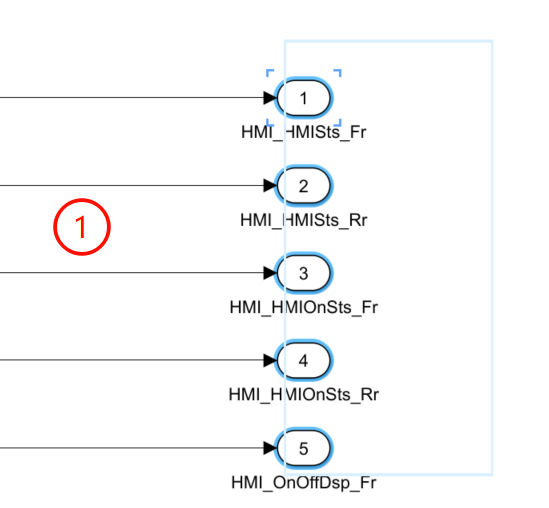 1
HMI_HMISts_Fr
2
HMI_HMISts_Rr
1
3
HMI_HMIOnSts_Fr
4
HMI_HMIOnSts_Rr
5
HMI_OnOffDsp_Fr